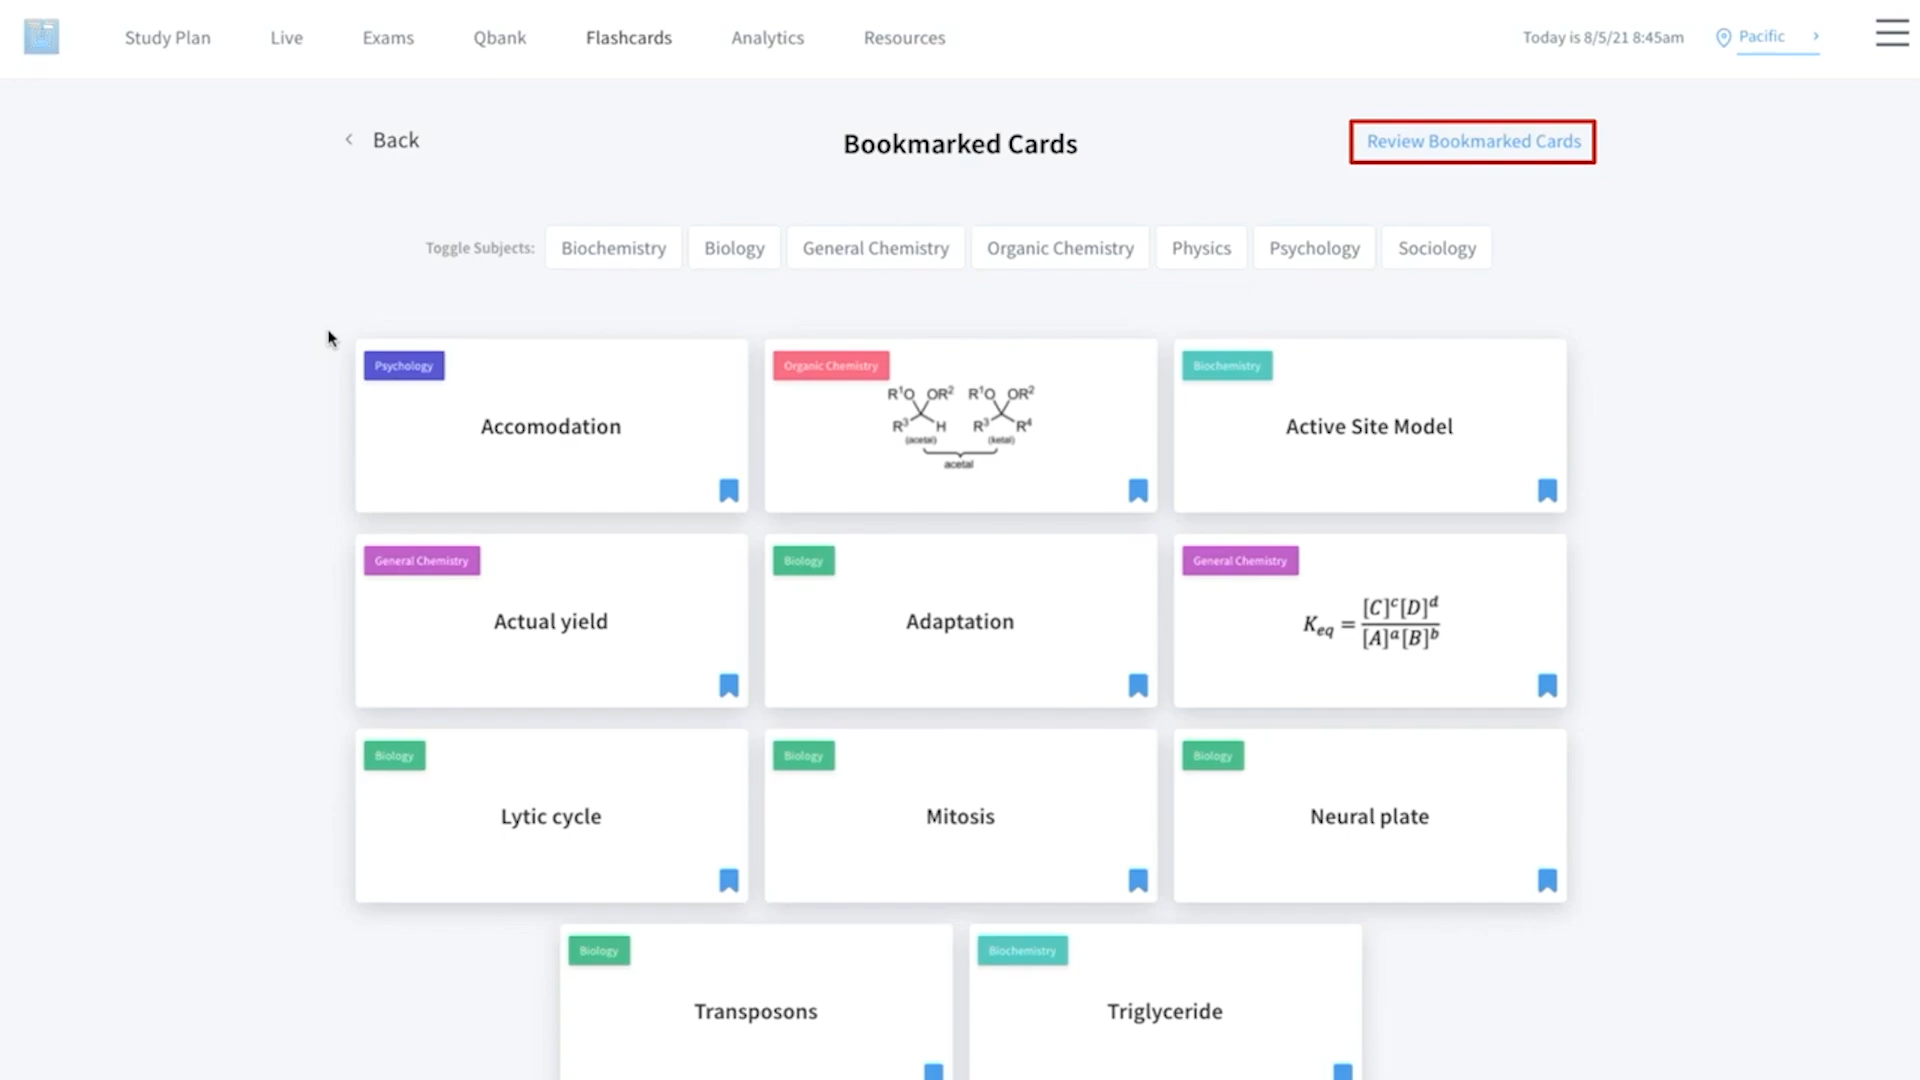 Study Plan Live Exams Qbank Flashcards Analytics Resources Today is 8/5/21 8:45am Pacific
Back
Bookmarked Cards
Review Bookmarked Cards
Toggle Subjects: Biochemistry Biology General Chemistry Organic Chemistry Physics Psychology Sociology
Psychology
Accomodation
Organic Chemistry
R¹O OR² R¹O OR²
R³ H R³ R⁴
(acetal) (ketal)
acetal
Biochemistry
Active Site Model
General Chemistry
Actual yield
Biology
Adaptation
General Chemistry
K_eq = [C]^c[D]^d / [A]^a[B]^b
Biology
Lytic cycle
Biology
Mitosis
Biology
Neural plate
Biology
Transposons
Biochemistry
Triglyceride